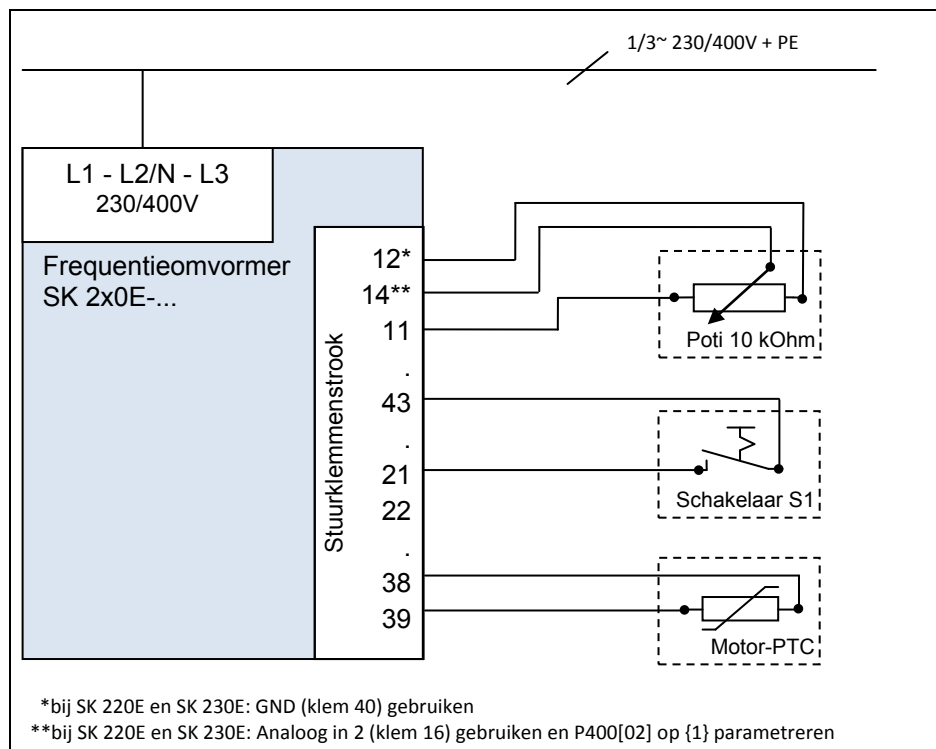 1/3~ 230/400V + PE
L1 - L2/N - L3
230/400V
Frequentieomvormer
SK 2x0E-...
Stuurklemmenstrook
12*
14**
11
.
43
.
21
22
.
38
39
Poti 10 kOhm
Schakelaar S1
Motor-PTC
*bij SK 220E en SK 230E: GND (klem 40) gebruiken
**bij SK 220E en SK 230E: Analoog in 2 (klem 16) gebruiken en P400[02] op {1} parametreren